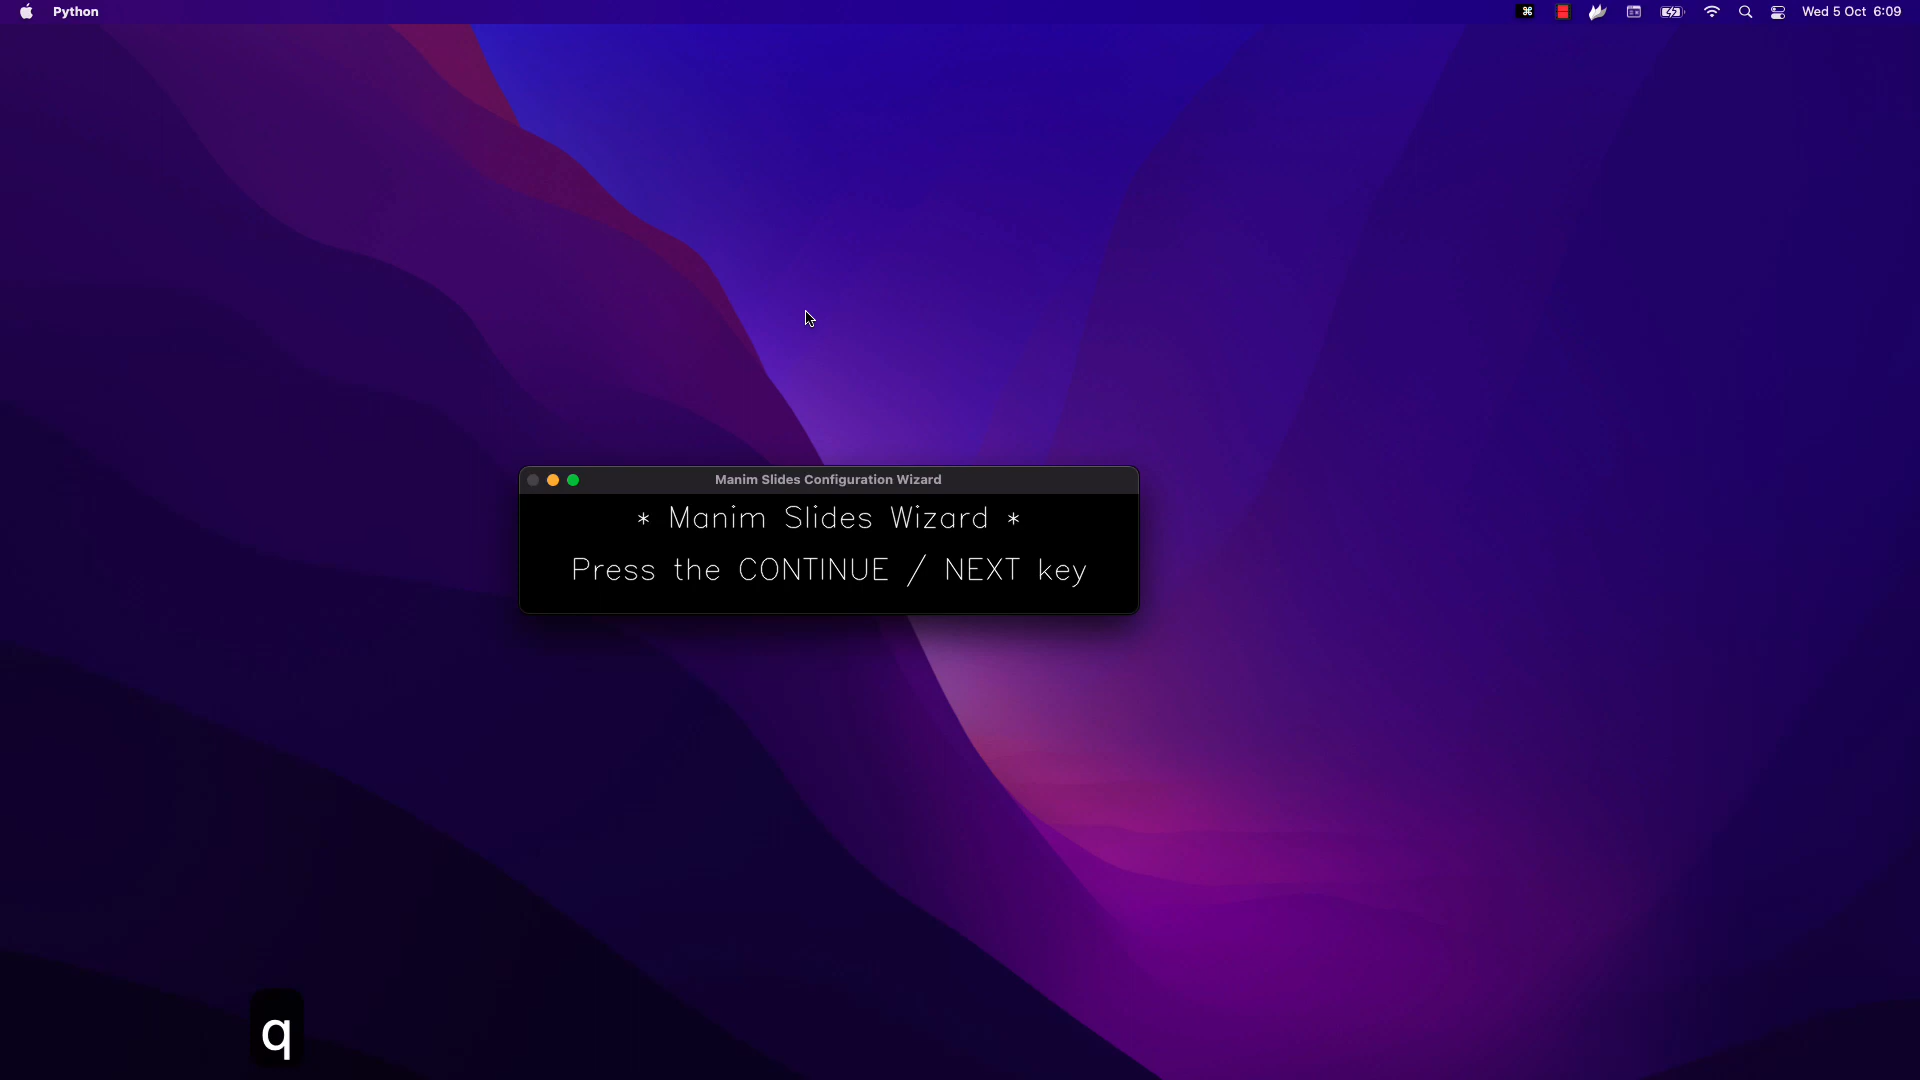 Python
Wed 5 Oct 6:09
Manim Slides Configuration Wizard
* Manim Slides Wizard *
Press the CONTINUE / NEXT key
q